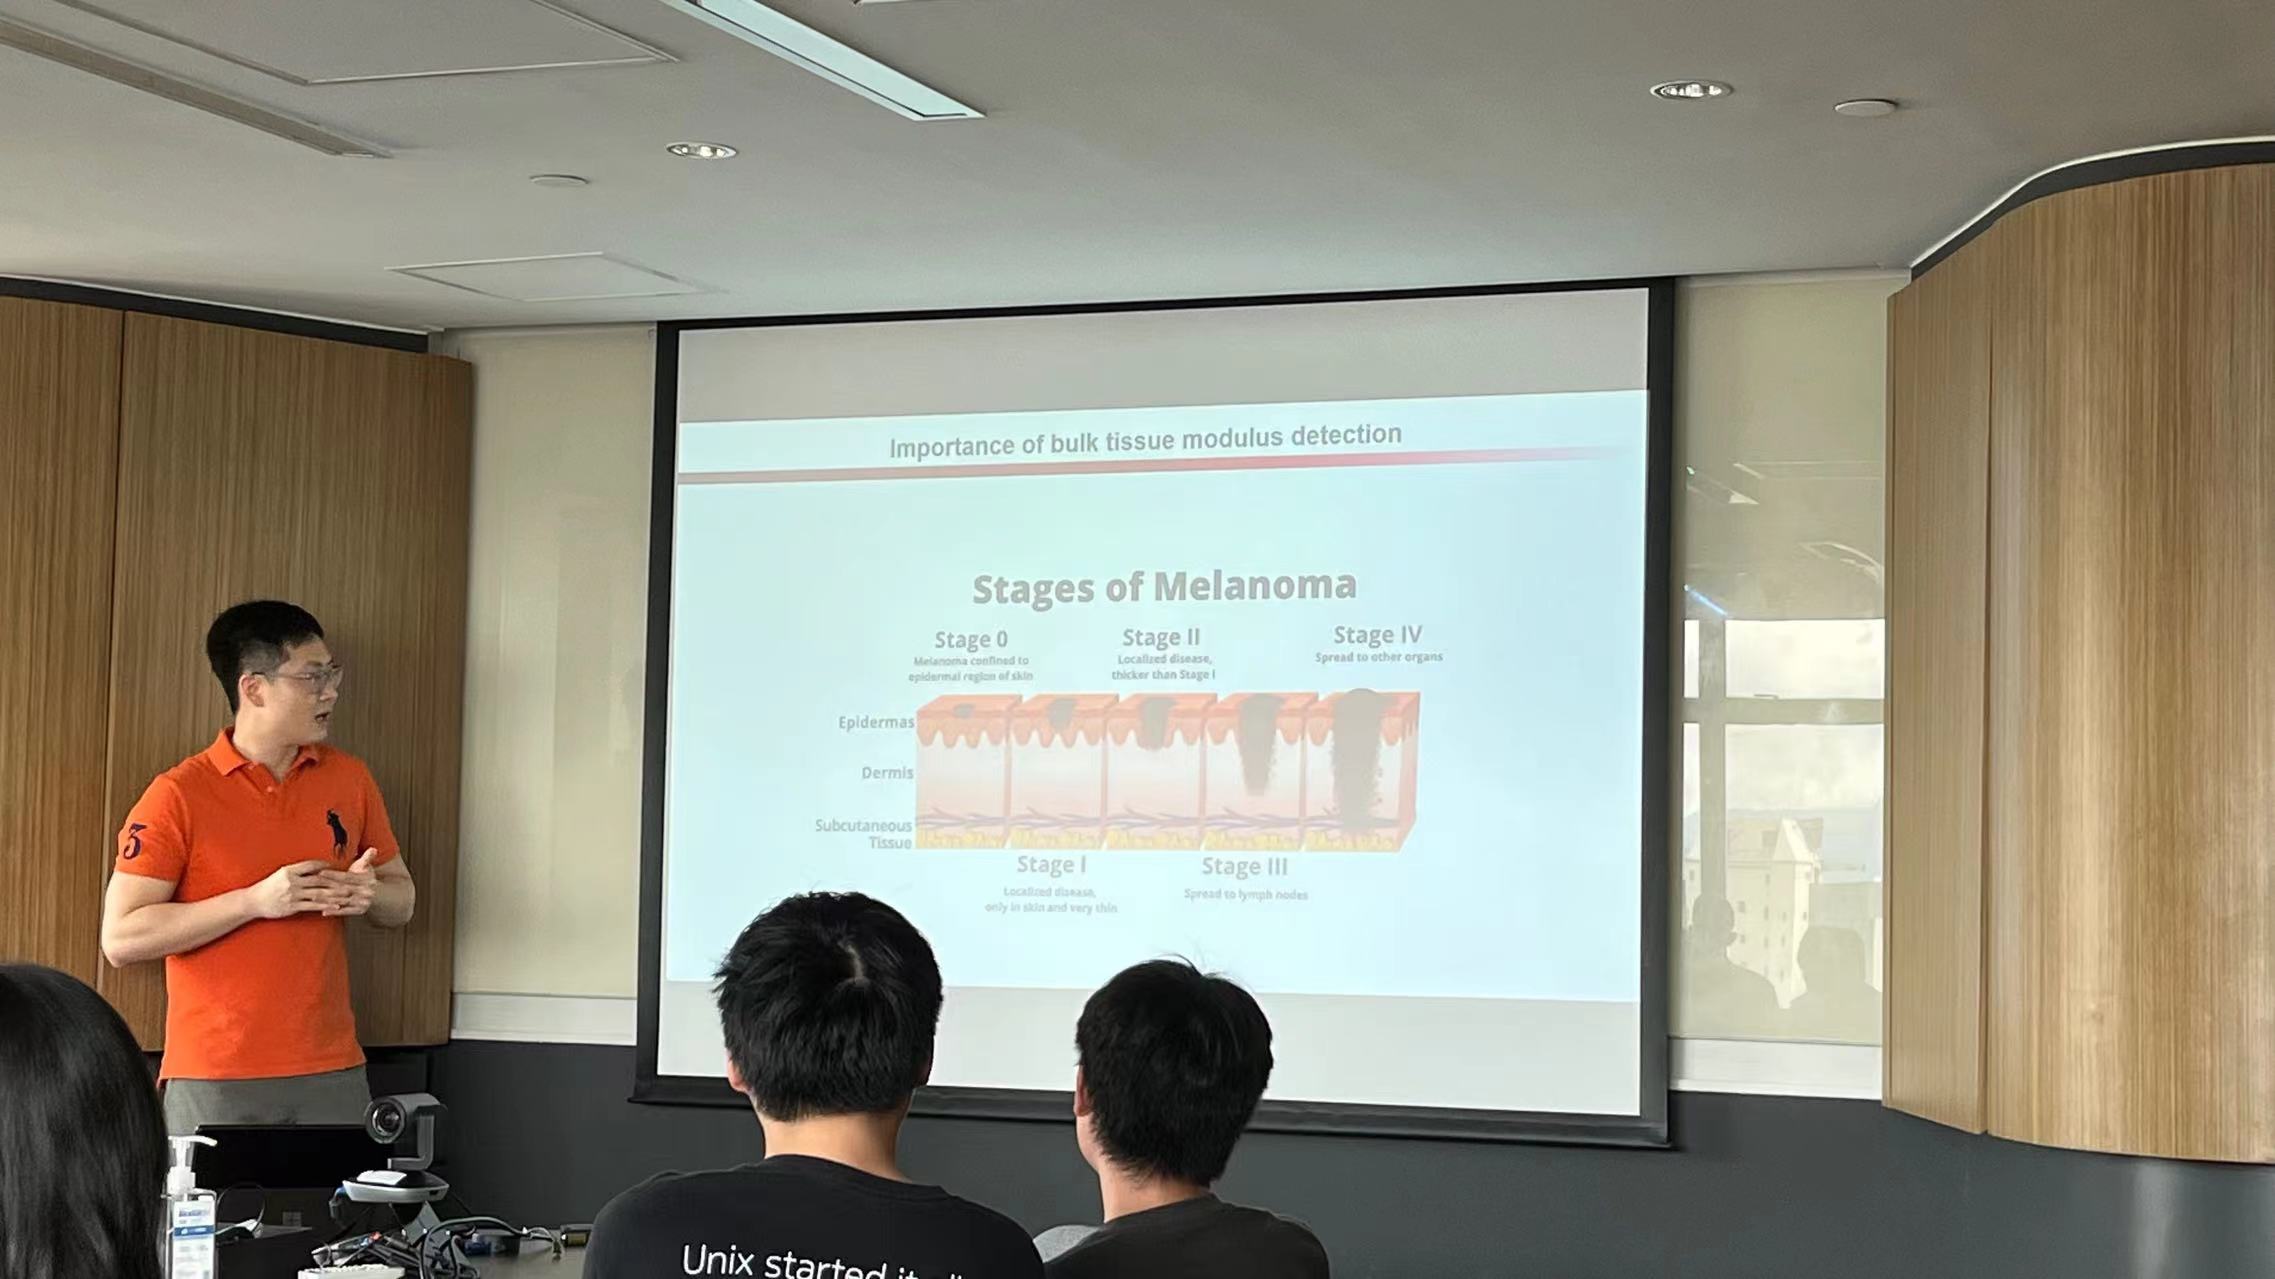 Importance of bulk tissue modulus detection
Stages of Melanoma
Stage 0
Melanoma confined to
epidermal region of skin
Stage II
Localized disease,
thicker than Stage I
Stage IV
Spread to other organs
Epidermas
Dermis
Subcutaneous
Tissue
Stage I
Localized disease,
only in skin and very thin
Stage III
Spread to lymph nodes
3
Unix started it